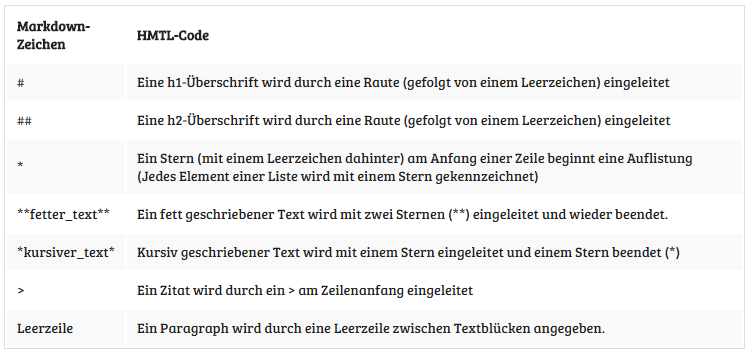 Markdown-
Zeichen
HMTL-Code
#
Eine h1-Überschrift wird durch eine Raute (gefolgt von einem Leerzeichen) eingeleitet
##
Eine h2-Überschrift wird durch eine Raute (gefolgt von einem Leerzeichen) eingeleitet
*
Ein Stern (mit einem Leerzeichen dahinter) am Anfang einer Zeile beginnt eine Auflistung
(Jedes Element einer Liste wird mit einem Stern gekennzeichnet)
**fetter_text**
Ein fett geschriebener Text wird mit zwei Sternen (**) eingeleitet und wieder beendet.
*kursiver_text*
Kursiv geschriebener Text wird mit einem Stern eingeleitet und einem Stern beendet (*)
>
Ein Zitat wird durch ein > am Zeilenanfang eingeleitet
Leerzeile
Ein Paragraph wird durch eine Leerzeile zwischen Textblücken angegeben.